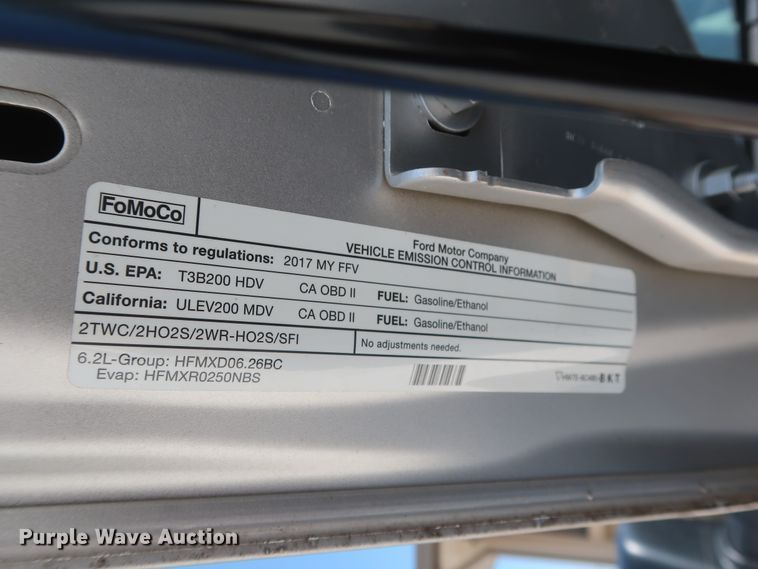 FoMoCo
Ford Motor Company
VEHICLE EMISSION CONTROL INFORMATION
Conforms to regulations: 2017 MY FFV
U.S. EPA: T3B200 HDV CA OBD II FUEL: Gasoline/Ethanol
California: ULEV200 MDV CA OBD II FUEL: Gasoline/Ethanol
2TWC/2HO2S/2WR-HO2S/SFI No adjustments needed.
6.2L-Group: HFMXD06.26BC
Evap: HFMXR0250NBS
BKT
Purple Wave Auction